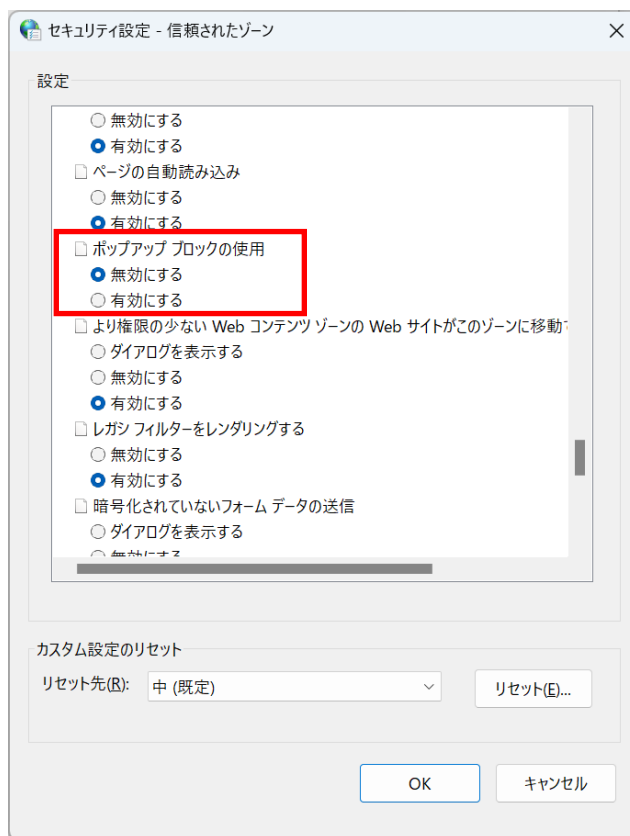 セキュリティ設定 - 信頼されたゾーン
設定
無効にする
有効にする
ページの自動読み込み
無効にする
有効にする
ポップアップ ブロックの使用
無効にする
有効にする
より権限の少ない Web コンテンツ ゾーンの Web サイトがこのゾーンに移動
ダイアログを表示する
無効にする
有効にする
レガシ フィルターをレンダリングする
無効にする
有効にする
暗号化されていないフォーム データの送信
ダイアログを表示する
無効にする
カスタム設定のリセット
リセット先(R): 中 (既定) リセット(E)...
OK キャンセル